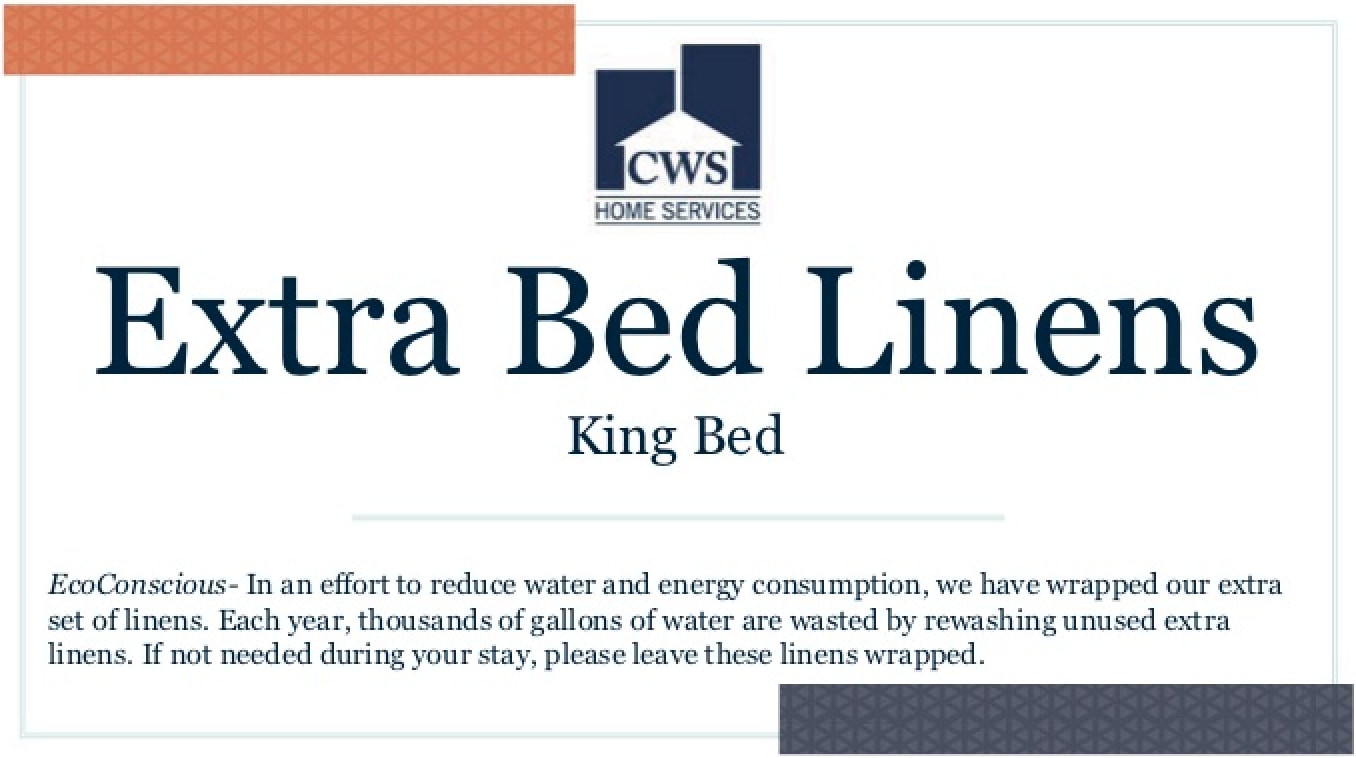 CWS
HOME SERVICES
Extra Bed Linens
King Bed
EcoConscious- In an effort to reduce water and energy consumption, we have wrapped our extra
set of linens. Each year, thousands of gallons of water are wasted by rewashing unused extra
linens. If not needed during your stay, please leave these linens wrapped.